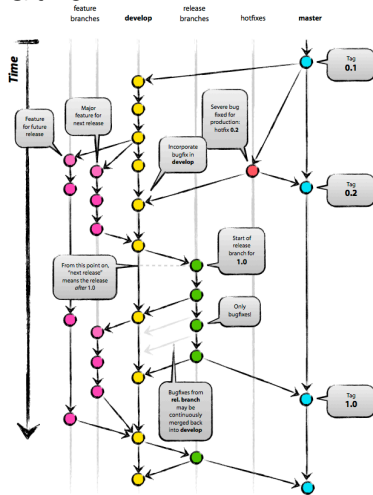 feature
branches
develop
release
branches
hotfixes
master
Time
Tag
0.1
Major
feature for
next release
Feature
for future
release
Severe bug
fixed for
production:
hotfix 0.2
Incorporate
bugfix in
develop
Tag
0.2
Start of
release
branch for
1.0
From this point on,
"next release"
means the release
after 1.0
Only
bugfixes!
Bugfixes from
rel. branch
may be
continuously
merged back
into develop
Tag
1.0